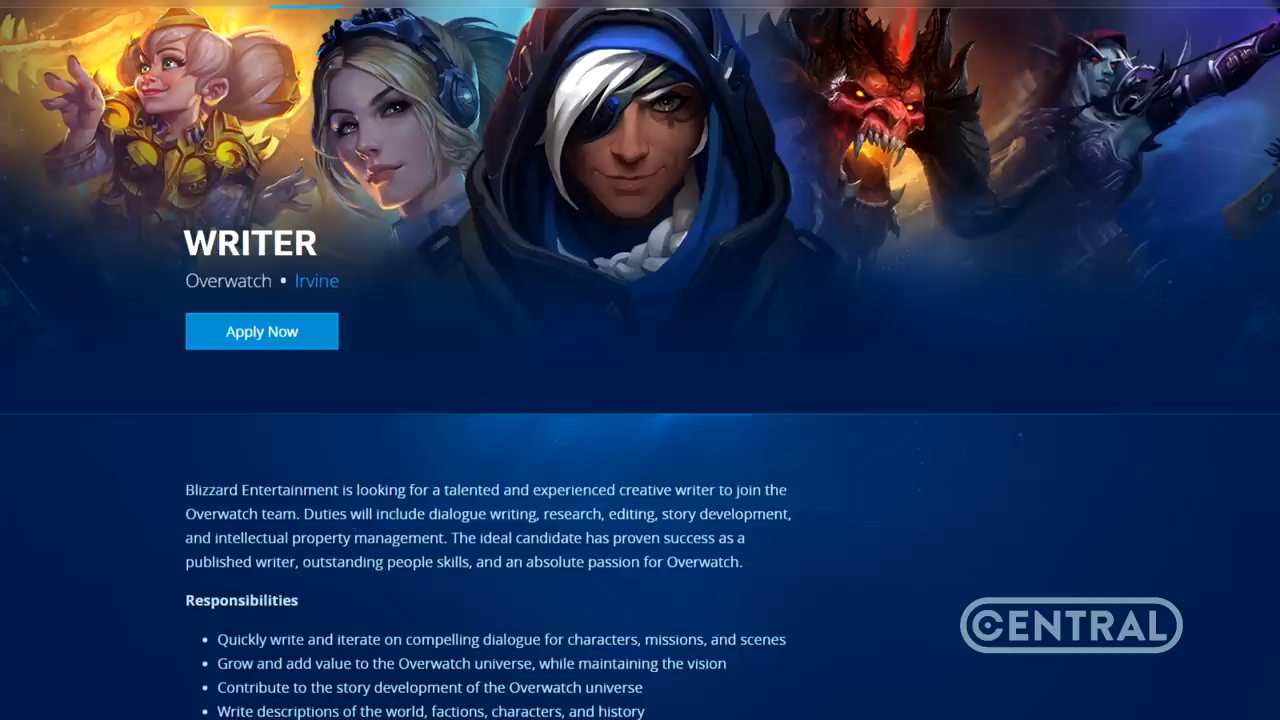 WRITER
Overwatch • Irvine
Apply Now
Blizzard Entertainment is looking for a talented and experienced creative writer to join the
Overwatch team. Duties will include dialogue writing, research, editing, story development,
and intellectual property management. The ideal candidate has proven success as a
published writer, outstanding people skills, and an absolute passion for Overwatch.
Responsibilities
• Quickly write and iterate on compelling dialogue for characters, missions, and scenes
• Grow and add value to the Overwatch universe, while maintaining the vision
• Contribute to the story development of the Overwatch universe
• Write descriptions of the world, factions, characters, and history
CENTRAL